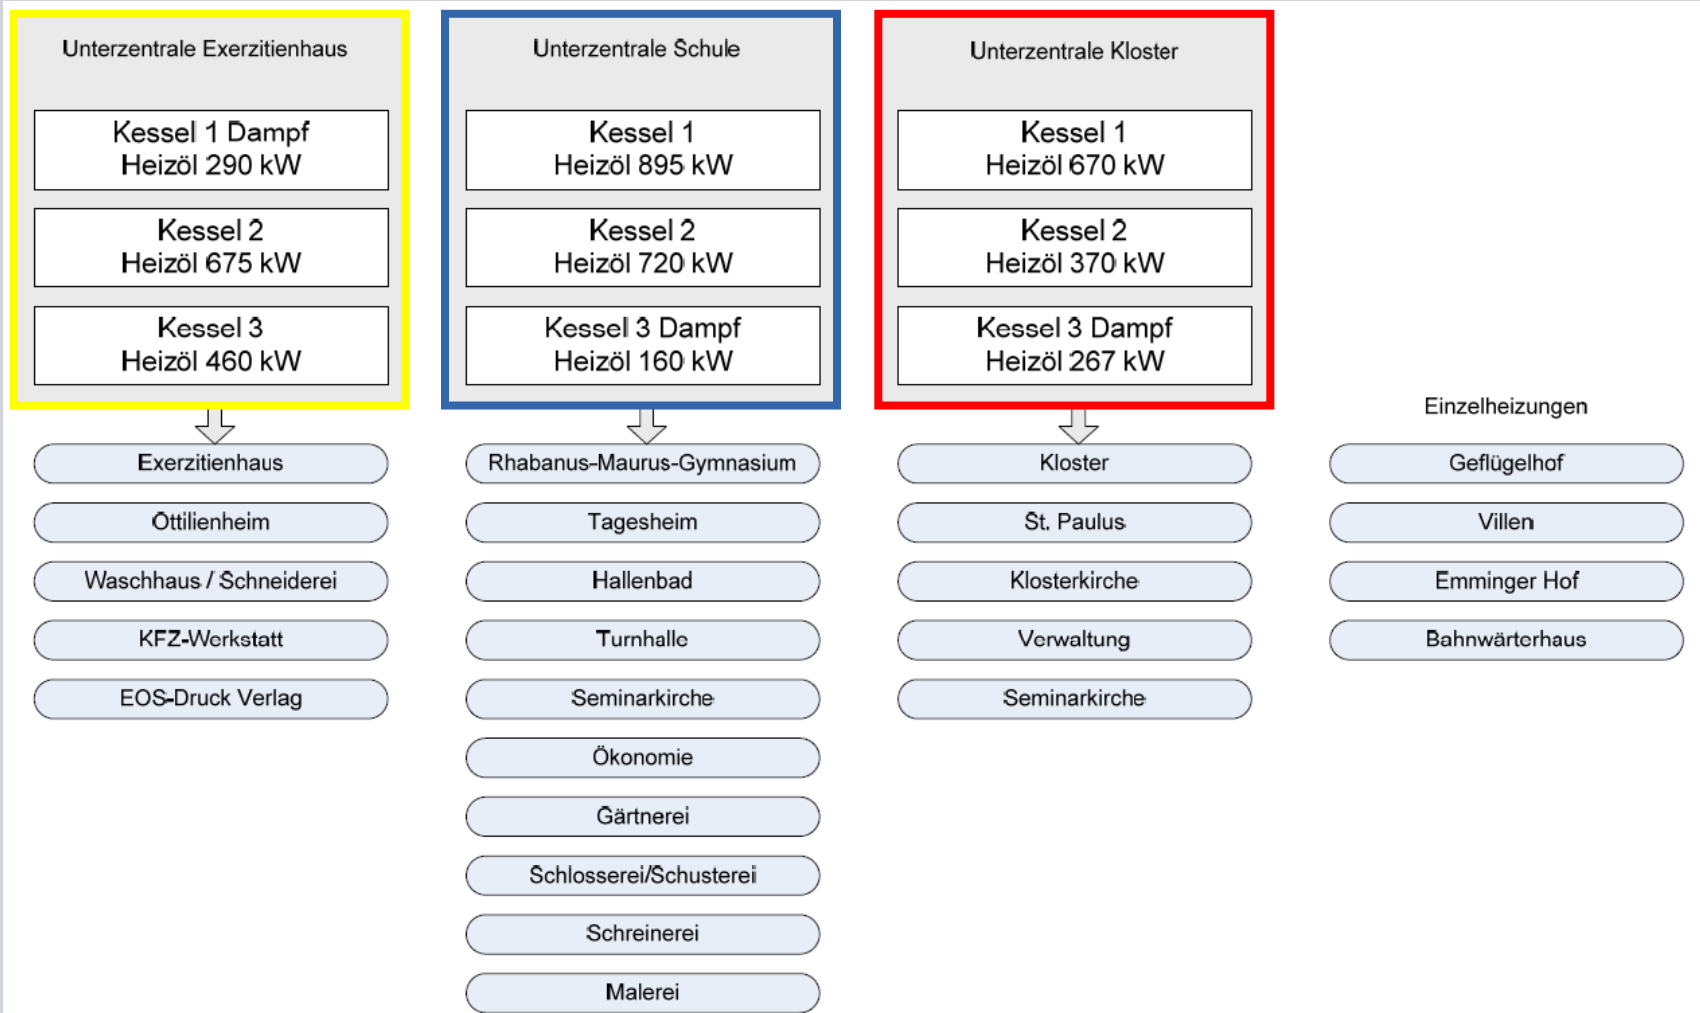 Unterzentrale Exerzitienhaus
Kessel 1 Dampf
Heizöl 290 kW
Kessel 2
Heizöl 675 kW
Kessel 3
Heizöl 460 kW
Exerzitienhaus
Ottilienheim
Waschhaus / Schneiderei
KFZ-Werkstatt
EOS-Druck Verlag
Unterzentrale Schule
Kessel 1
Heizöl 895 kW
Kessel 2
Heizöl 720 kW
Kessel 3 Dampf
Heizöl 160 kW
Rhabanus-Maurus-Gymnasium
Tagesheim
Hallenbad
Turnhalle
Seminarkirche
Ökonomie
Gärtnerei
Schlosserei/Schusterei
Schreinerei
Malerei
Unterzentrale Kloster
Kessel 1
Heizöl 670 kW
Kessel 2
Heizöl 370 kW
Kessel 3 Dampf
Heizöl 267 kW
Kloster
St. Paulus
Klosterkirche
Verwaltung
Seminarkirche
Einzelheizungen
Geflügelhof
Villen
Emminger Hof
Bahnwärterhaus